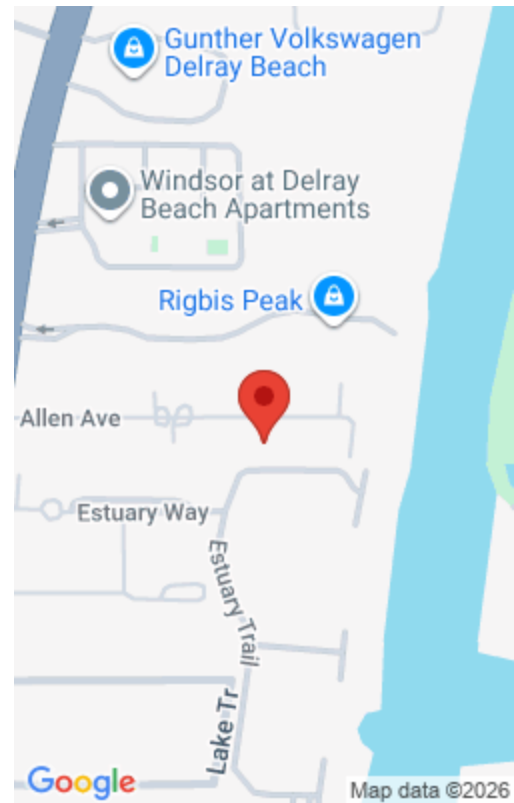 Gunther Volkswagen
Delray Beach
Windsor at Delray
Beach Apartments
Rigbis Peak
Allen Ave
Estuary Way
Estuary Trail
Lake Tr
Google
Map data ©2026